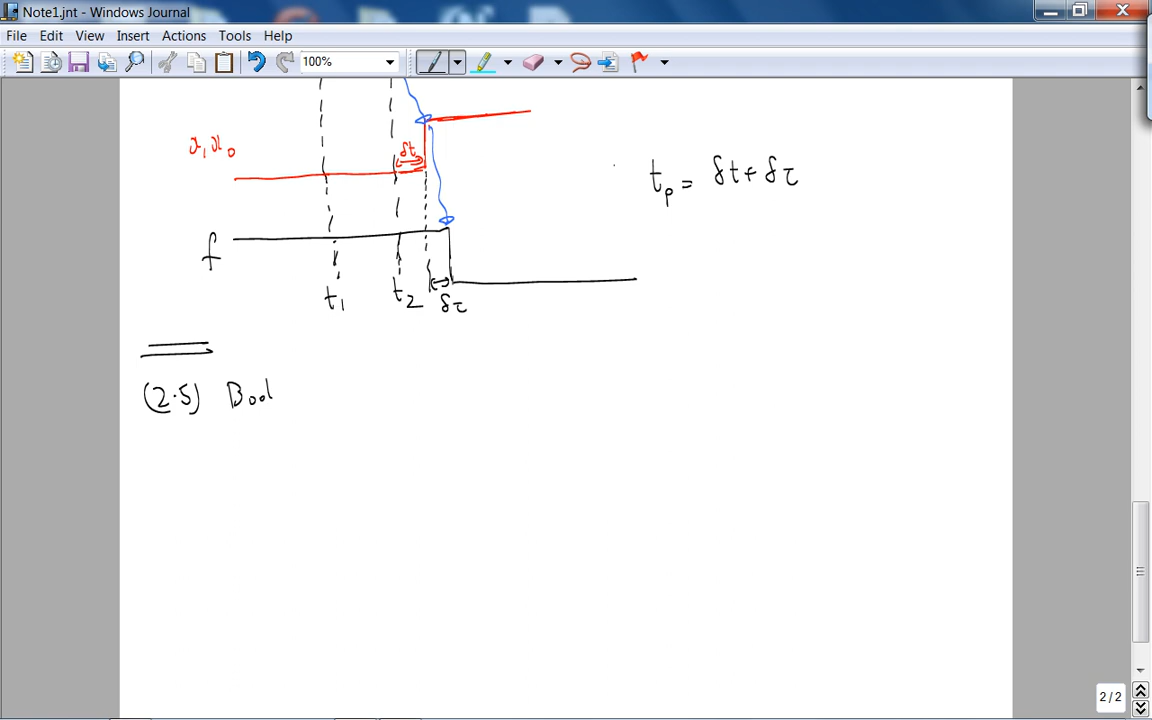 Note1.jnt - Windows Journal
File Edit View Insert Actions Tools Help
100%
x₁x₀
δt
tₚ = δt + δτ
f
t₁ t₂ δτ
(2.5) Bool
2 / 2